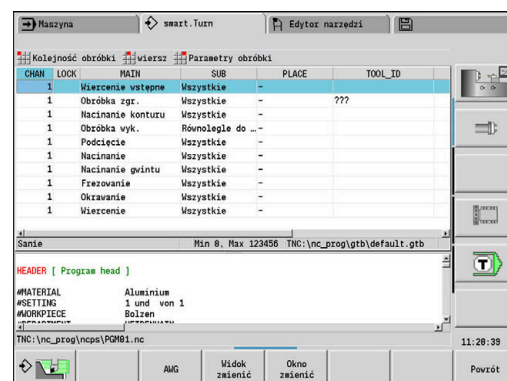 Maszyna smart.Turn Edytor narzędzi
Kolejność obróbki wiersz Parametry obróbki
CHAN LOCK MAIN SUB PLACE TOOL_ID
1 Wiercenie wstępne Wszystkie -
1 Obróbka zgr. Wszystkie - ???
1 Nacinanie konturu Wszystkie -
1 Obróbka wyk. Równolegle do ...-
1 Podcięcie Wszystkie -
1 Nacinanie Wszystkie -
1 Nacinanie gwintu Wszystkie -
1 Frezowanie Wszystkie -
1 Okrawanie Wszystkie -
1 Wiercenie Wszystkie -
Sanie Min 0, Max 123456 TNC:\nc_prog\gtb\default.gtb
HEADER [ Program head ]
#MATERIAL Aluminium
#SETTING 1 und von 1
#WORKPIECE Bolzen
TNC:\nc_prog\ncps\PGM01.nc
T
11:20:39
AWG Widok zmienić Okno zmienić Powrót